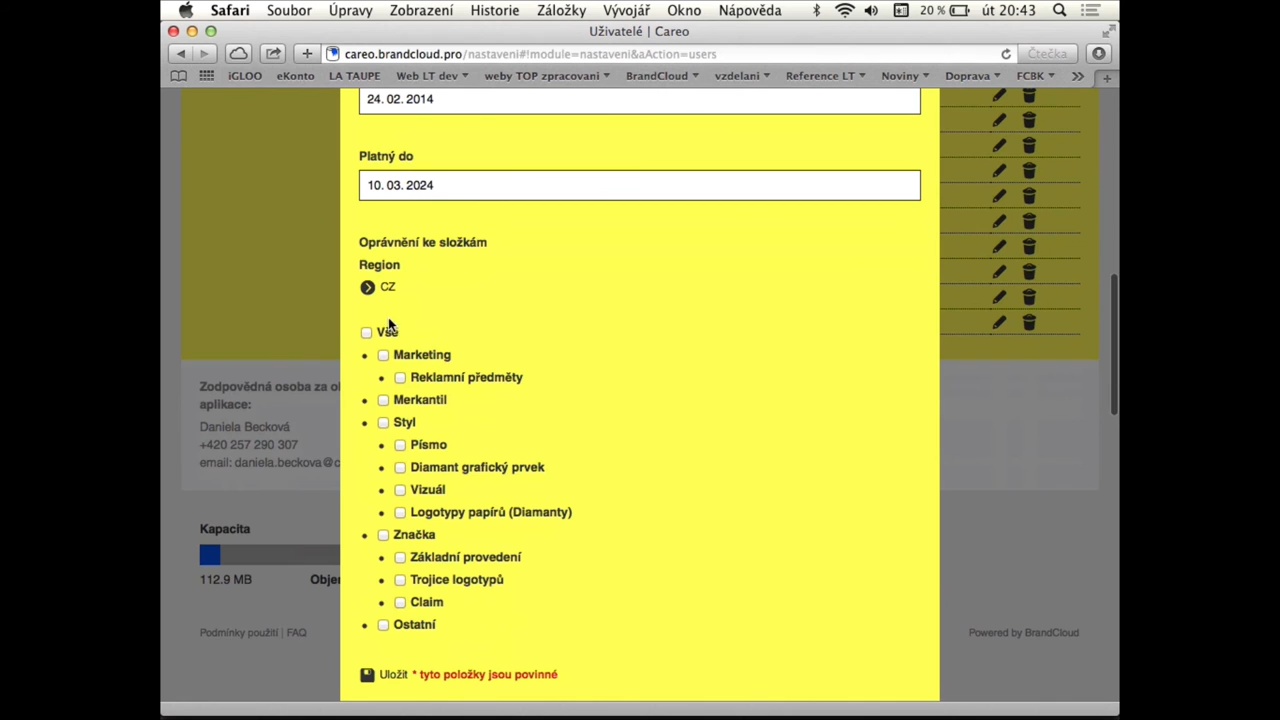 Safari Soubor Úpravy Zobrazení Historie Záložky Vývojář Okno Nápověda 20 % út 20:43
Uživatelé | Careo
careo.brandcloud.pro/nastaveni#!module=nastaveni&aAction=users Čtečka
iGLOO eKonto LA TAUPE Web LT dev weby TOP zpracovani BrandCloud vzdelani Reference LT Noviny Doprava FCBK
24. 02. 2014
Platný do
10. 03. 2024
Oprávnění ke složkám
Region
CZ
Vše
Marketing
Reklamní předměty
Merkantil
Styl
Písmo
Diamant grafický prvek
Vizuál
Logotypy papírů (Diamanty)
Značka
Základní provedení
Trojice logotypů
Claim
Ostatní
Uložit * tyto položky jsou povinné
Zodpovědná osoba za
aplikace:
Daniela Becková
+420 257 290 307
email: daniela.beckova@c
Kapacita
112.9 MB Obje
Podmínky použití | FAQ
Powered by BrandCloud